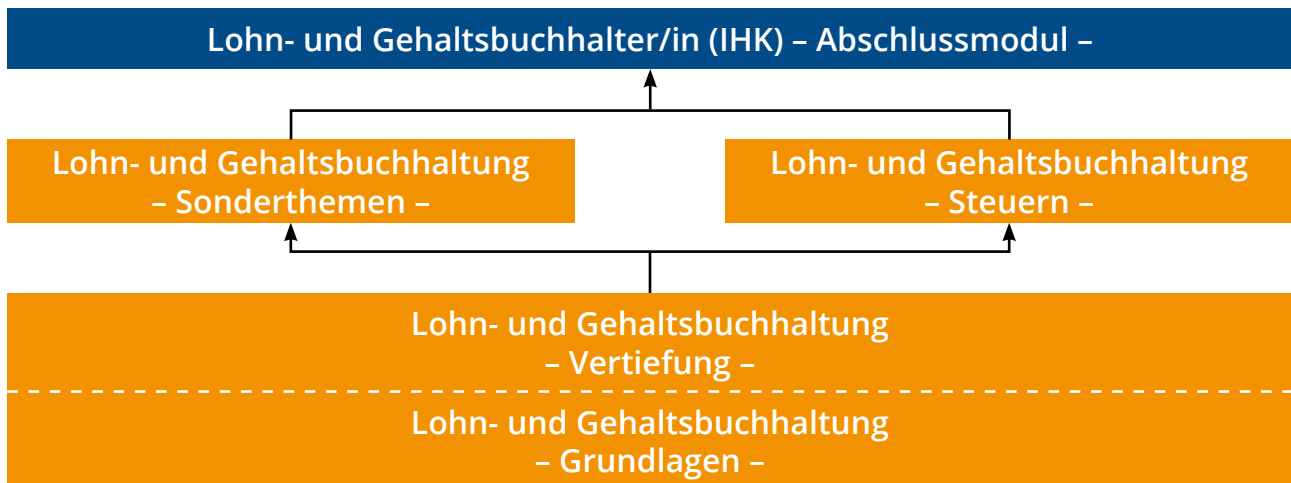 Lohn- und Gehaltsbuchhalter/in (IHK) – Abschlussmodul –
Lohn- und Gehaltsbuchhaltung
– Sonderthemen –
Lohn- und Gehaltsbuchhaltung
– Steuern –
Lohn- und Gehaltsbuchhaltung
– Vertiefung –
Lohn- und Gehaltsbuchhaltung
– Grundlagen –